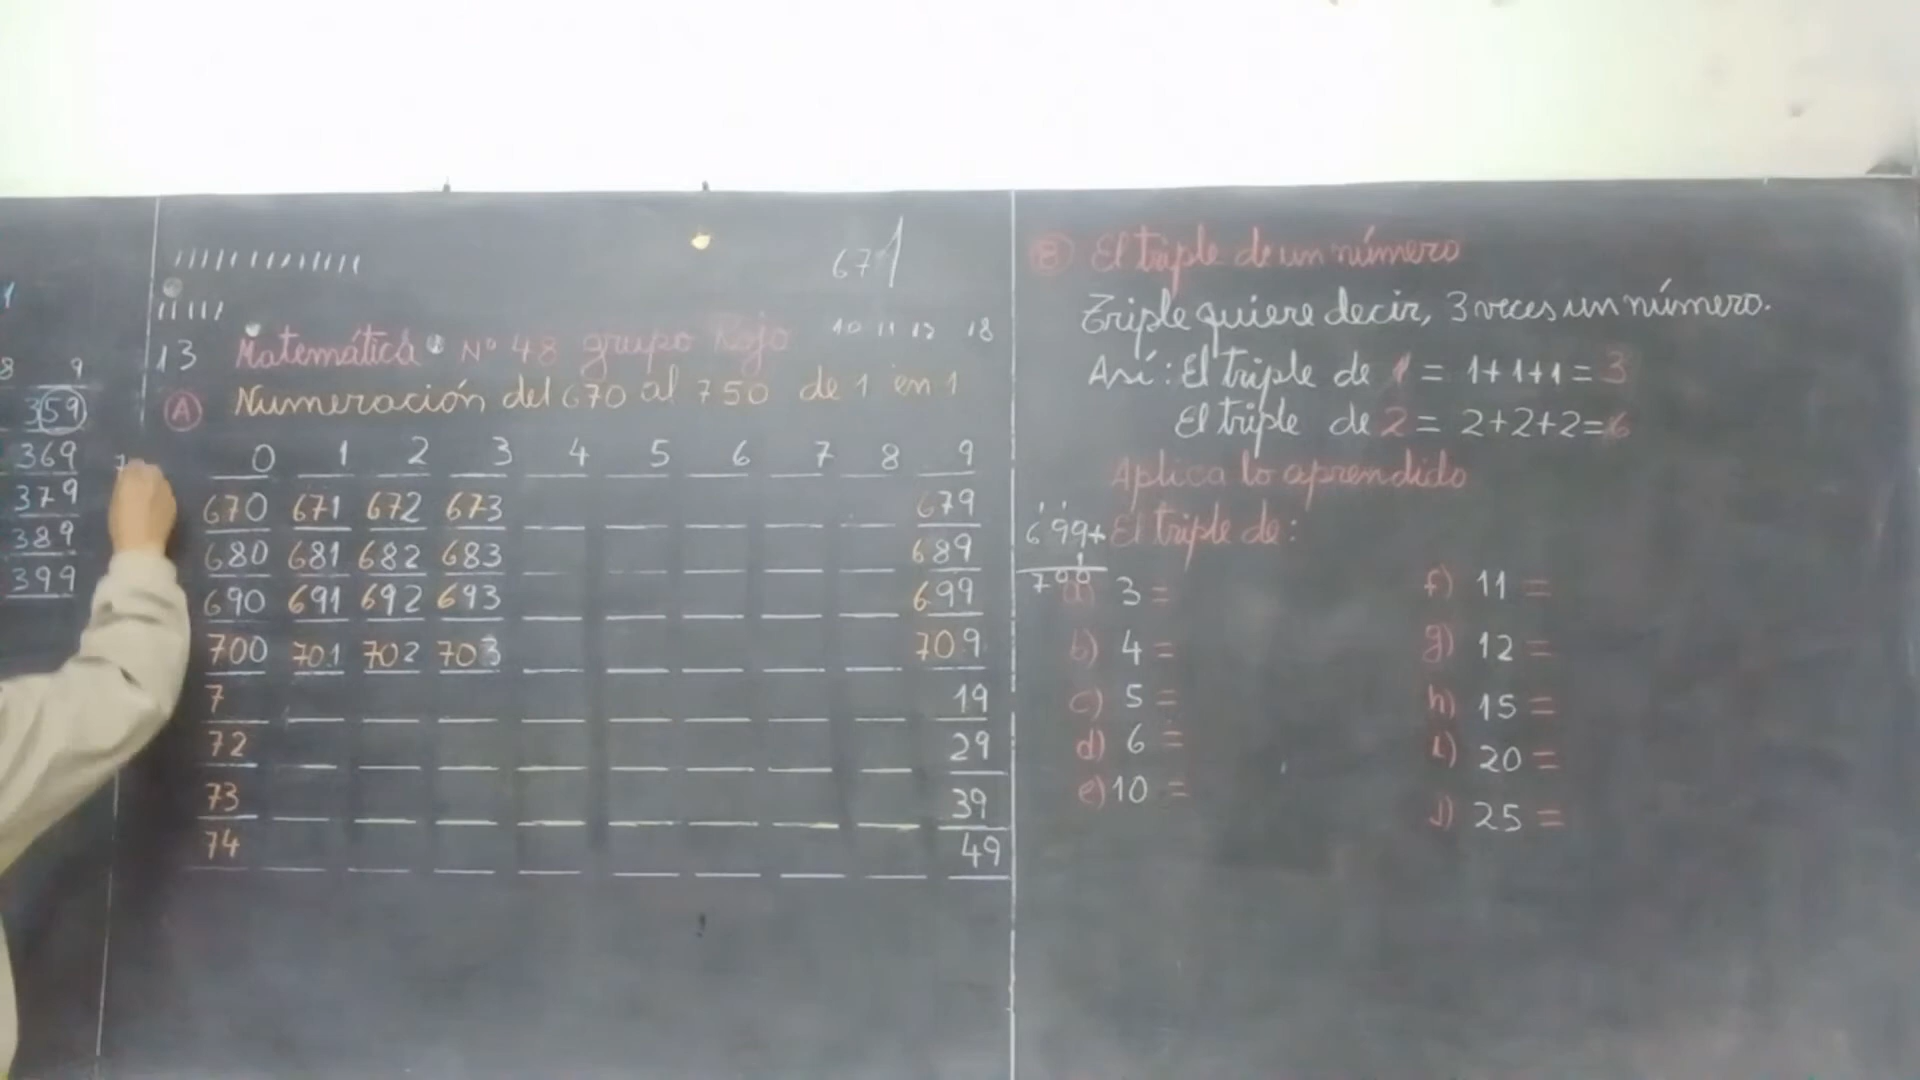 8 9
359
369
379
389
399
671
10 11 12 18
13 Matemática Nº 48 grupo Rojo
A Numeración del 670 al 750 de 1 en 1
0 1 2 3 4 5 6 7 8 9
670 671 672 673 679
680 681 682 683 689
690 691 692 693 699
700 701 702 703 709
7 19
72 29
73 39
74 49
B El triple de un número
Triple quiere decir, 3 veces un número.
Así: El triple de 1 = 1+1+1 = 3
El triple de 2 = 2+2+2=6
Aplica lo aprendido
El triple de:
699+
1
700
a) 3 =
b) 4 =
c) 5 =
d) 6 =
e) 10 =
f) 11 =
g) 12 =
h) 15 =
i) 20 =
j) 25 =